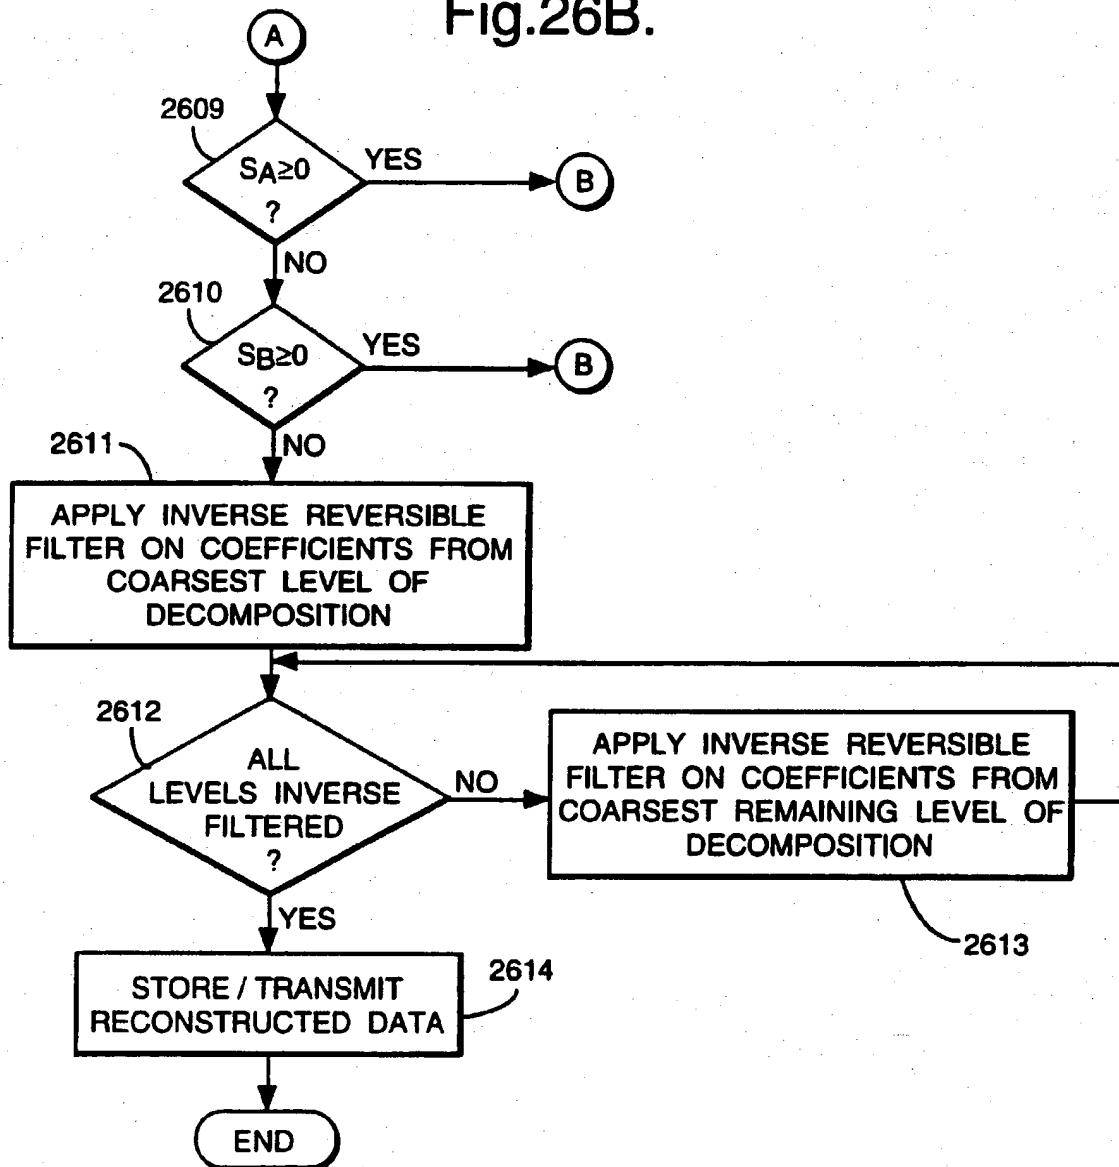 Fig.26B.
A
2609
SA≥0
?
YES
B
NO
2610
SB≥0
?
YES
B
NO
2611
APPLY INVERSE REVERSIBLE
FILTER ON COEFFICIENTS FROM
COARSEST LEVEL OF
DECOMPOSITION
2612
ALL
LEVELS INVERSE
FILTERED
?
NO
APPLY INVERSE REVERSIBLE
FILTER ON COEFFICIENTS FROM
COARSEST REMAINING LEVEL OF
DECOMPOSITION
2613
YES
STORE / TRANSMIT
RECONSTRUCTED DATA
2614
END